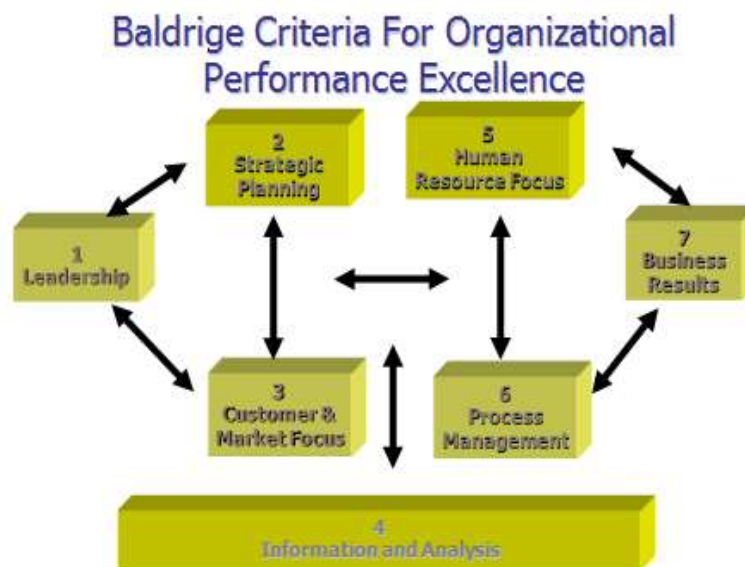 Baldrige Criteria For Organizational
Performance Excellence
1
Leadership
2
Strategic
Planning
3
Customer &
Market Focus
5
Human
Resource Focus
6
Process
Management
7
Business
Results
4
Information and Analysis